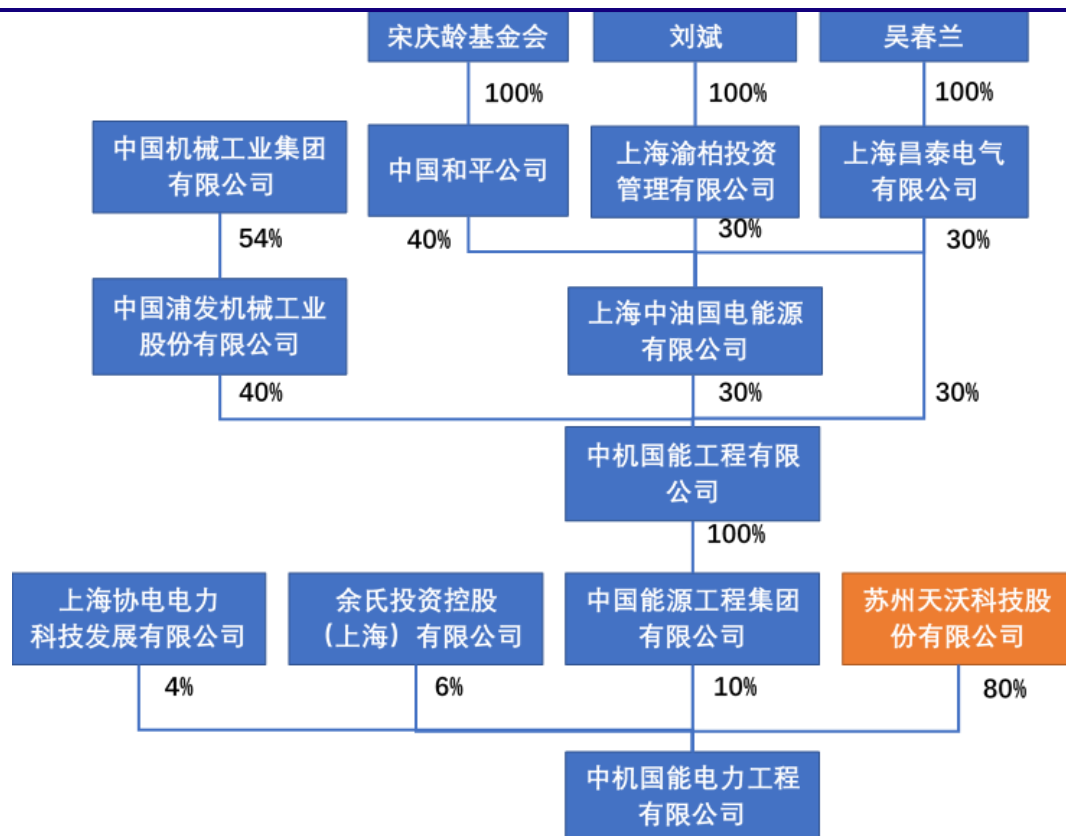 宋庆龄基金会
刘斌
吴春兰
100%
100%
100%
中国机械工业集团
有限公司
中国和平公司
上海渝柏投资
管理有限公司
上海昌泰电气
有限公司
54%
40%
30%
30%
中国浦发机械工业
股份有限公司
上海中油国电能源
有限公司
40%
30%
30%
中机国能工程有限
公司
100%
上海协电电力
科技发展有限公司
余氏投资控股
（上海）有限公司
中国能源工程集团
有限公司
苏州天沃科技股
份有限公司
4%
6%
10%
80%
中机国能电力工程
有限公司